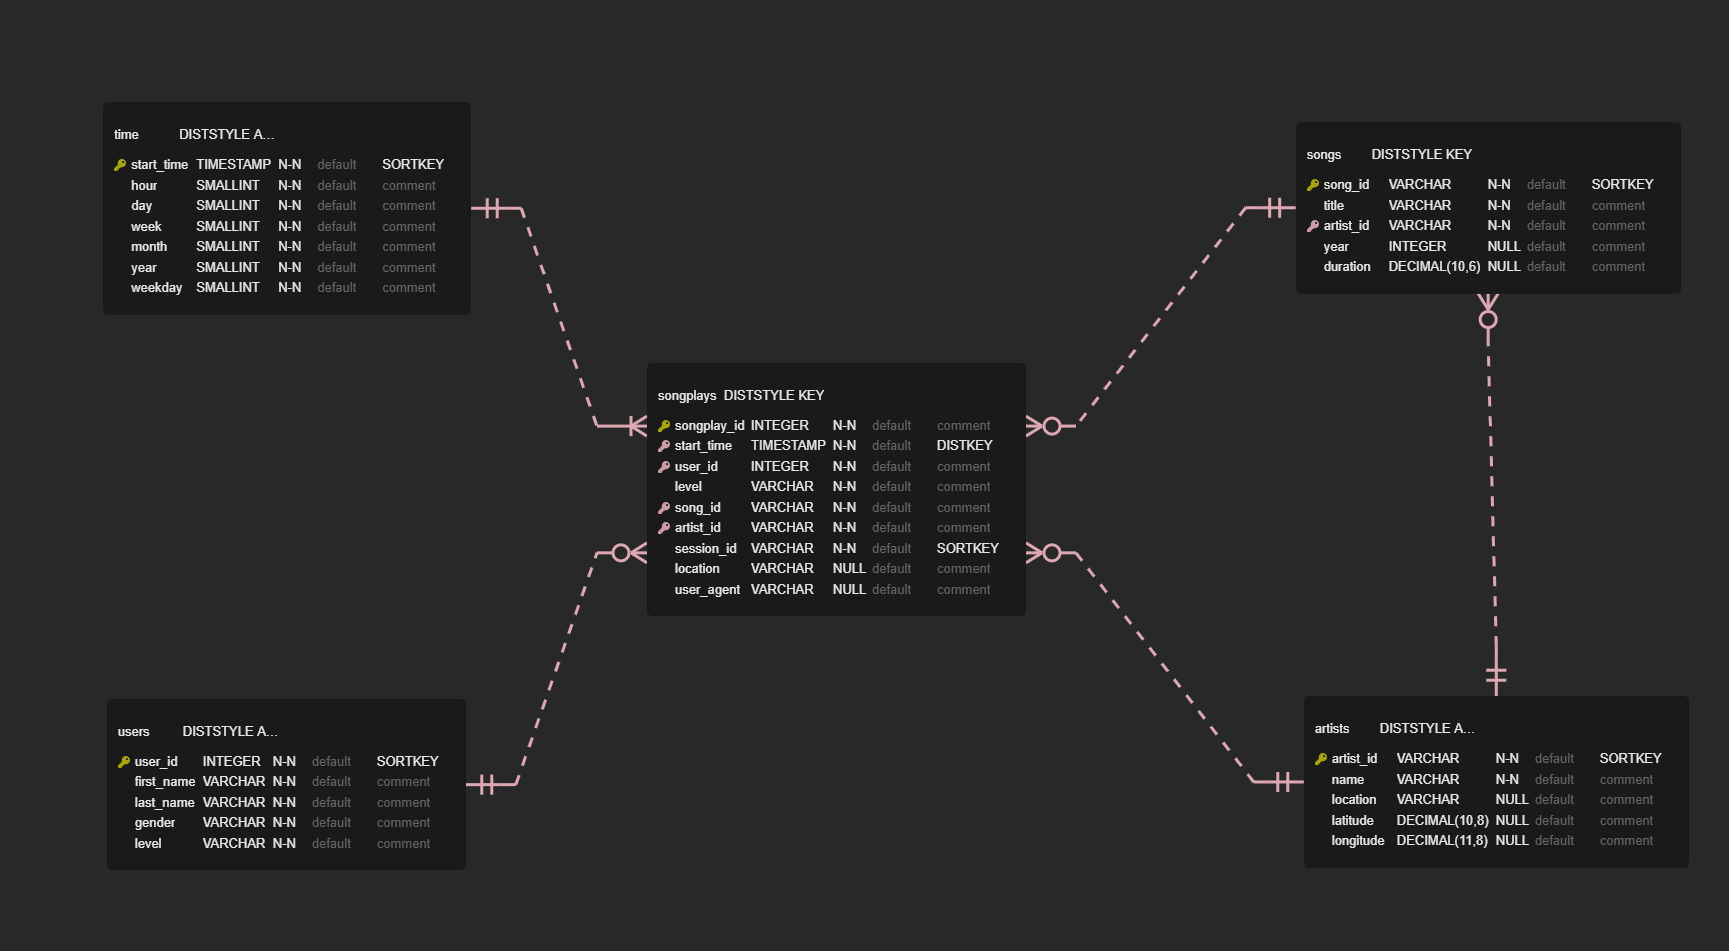 time DISTSTYLE A...
start_time TIMESTAMP N-N default SORTKEY
hour SMALLINT N-N default comment
day SMALLINT N-N default comment
week SMALLINT N-N default comment
month SMALLINT N-N default comment
year SMALLINT N-N default comment
weekday SMALLINT N-N default comment
songs DISTSTYLE KEY
song_id VARCHAR N-N default SORTKEY
title VARCHAR N-N default comment
artist_id VARCHAR N-N default comment
year INTEGER NULL default comment
duration DECIMAL(10,6) NULL default comment
songplays DISTSTYLE KEY
songplay_id INTEGER N-N default comment
start_time TIMESTAMP N-N default DISTKEY
user_id INTEGER N-N default comment
level VARCHAR N-N default comment
song_id VARCHAR N-N default comment
artist_id VARCHAR N-N default comment
session_id VARCHAR N-N default SORTKEY
location VARCHAR NULL default comment
user_agent VARCHAR NULL default comment
users DISTSTYLE A...
user_id INTEGER N-N default SORTKEY
first_name VARCHAR N-N default comment
last_name VARCHAR N-N default comment
gender VARCHAR N-N default comment
level VARCHAR N-N default comment
artists DISTSTYLE A...
artist_id VARCHAR N-N default SORTKEY
name VARCHAR N-N default comment
location VARCHAR NULL default comment
latitude DECIMAL(10,8) NULL default comment
longitude DECIMAL(11,8) NULL default comment